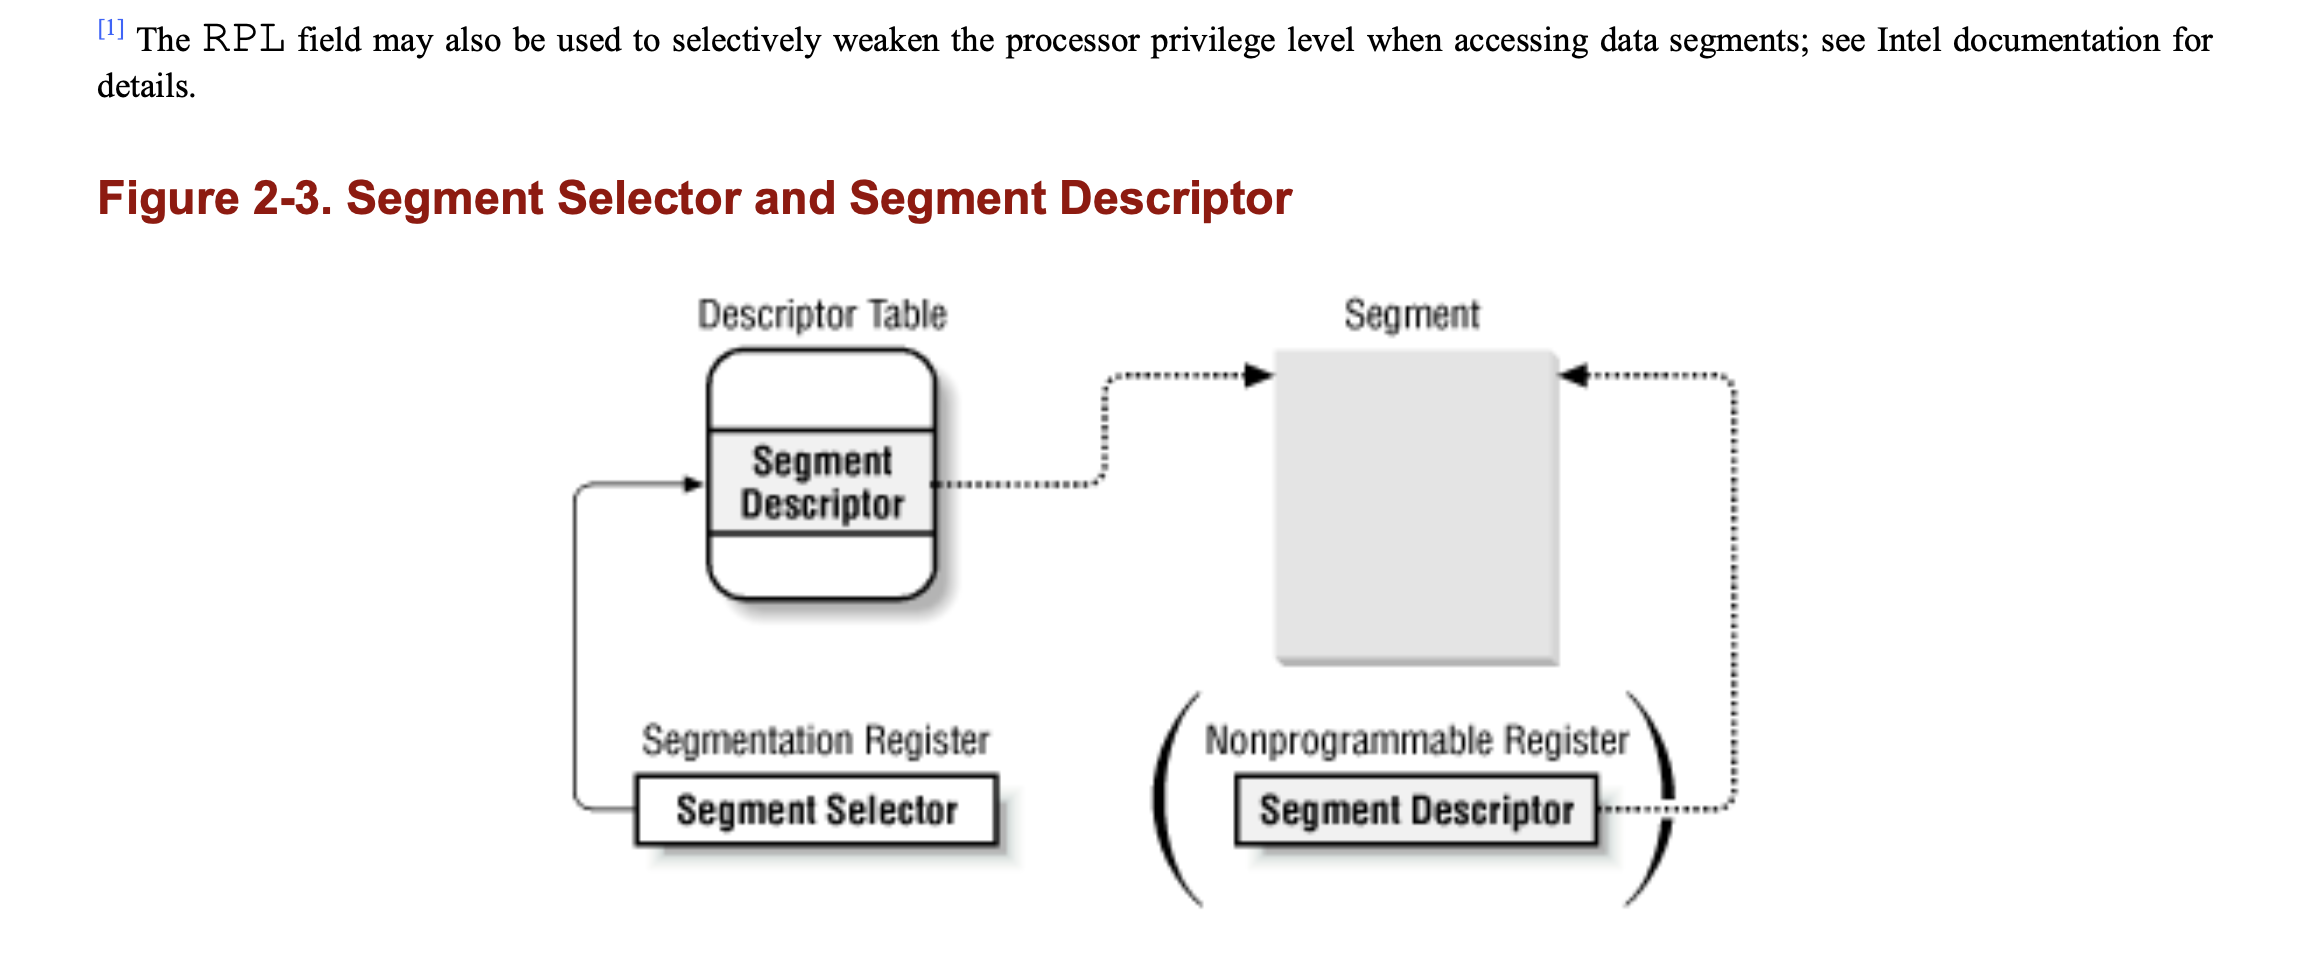 [1] The RPL field may also be used to selectively weaken the processor privilege level when accessing data segments; see Intel documentation for
details.
Figure 2-3. Segment Selector and Segment Descriptor
Descriptor Table
Segment
Segment
Descriptor
Segmentation Register
Nonprogrammable Register
Segment Selector
Segment Descriptor